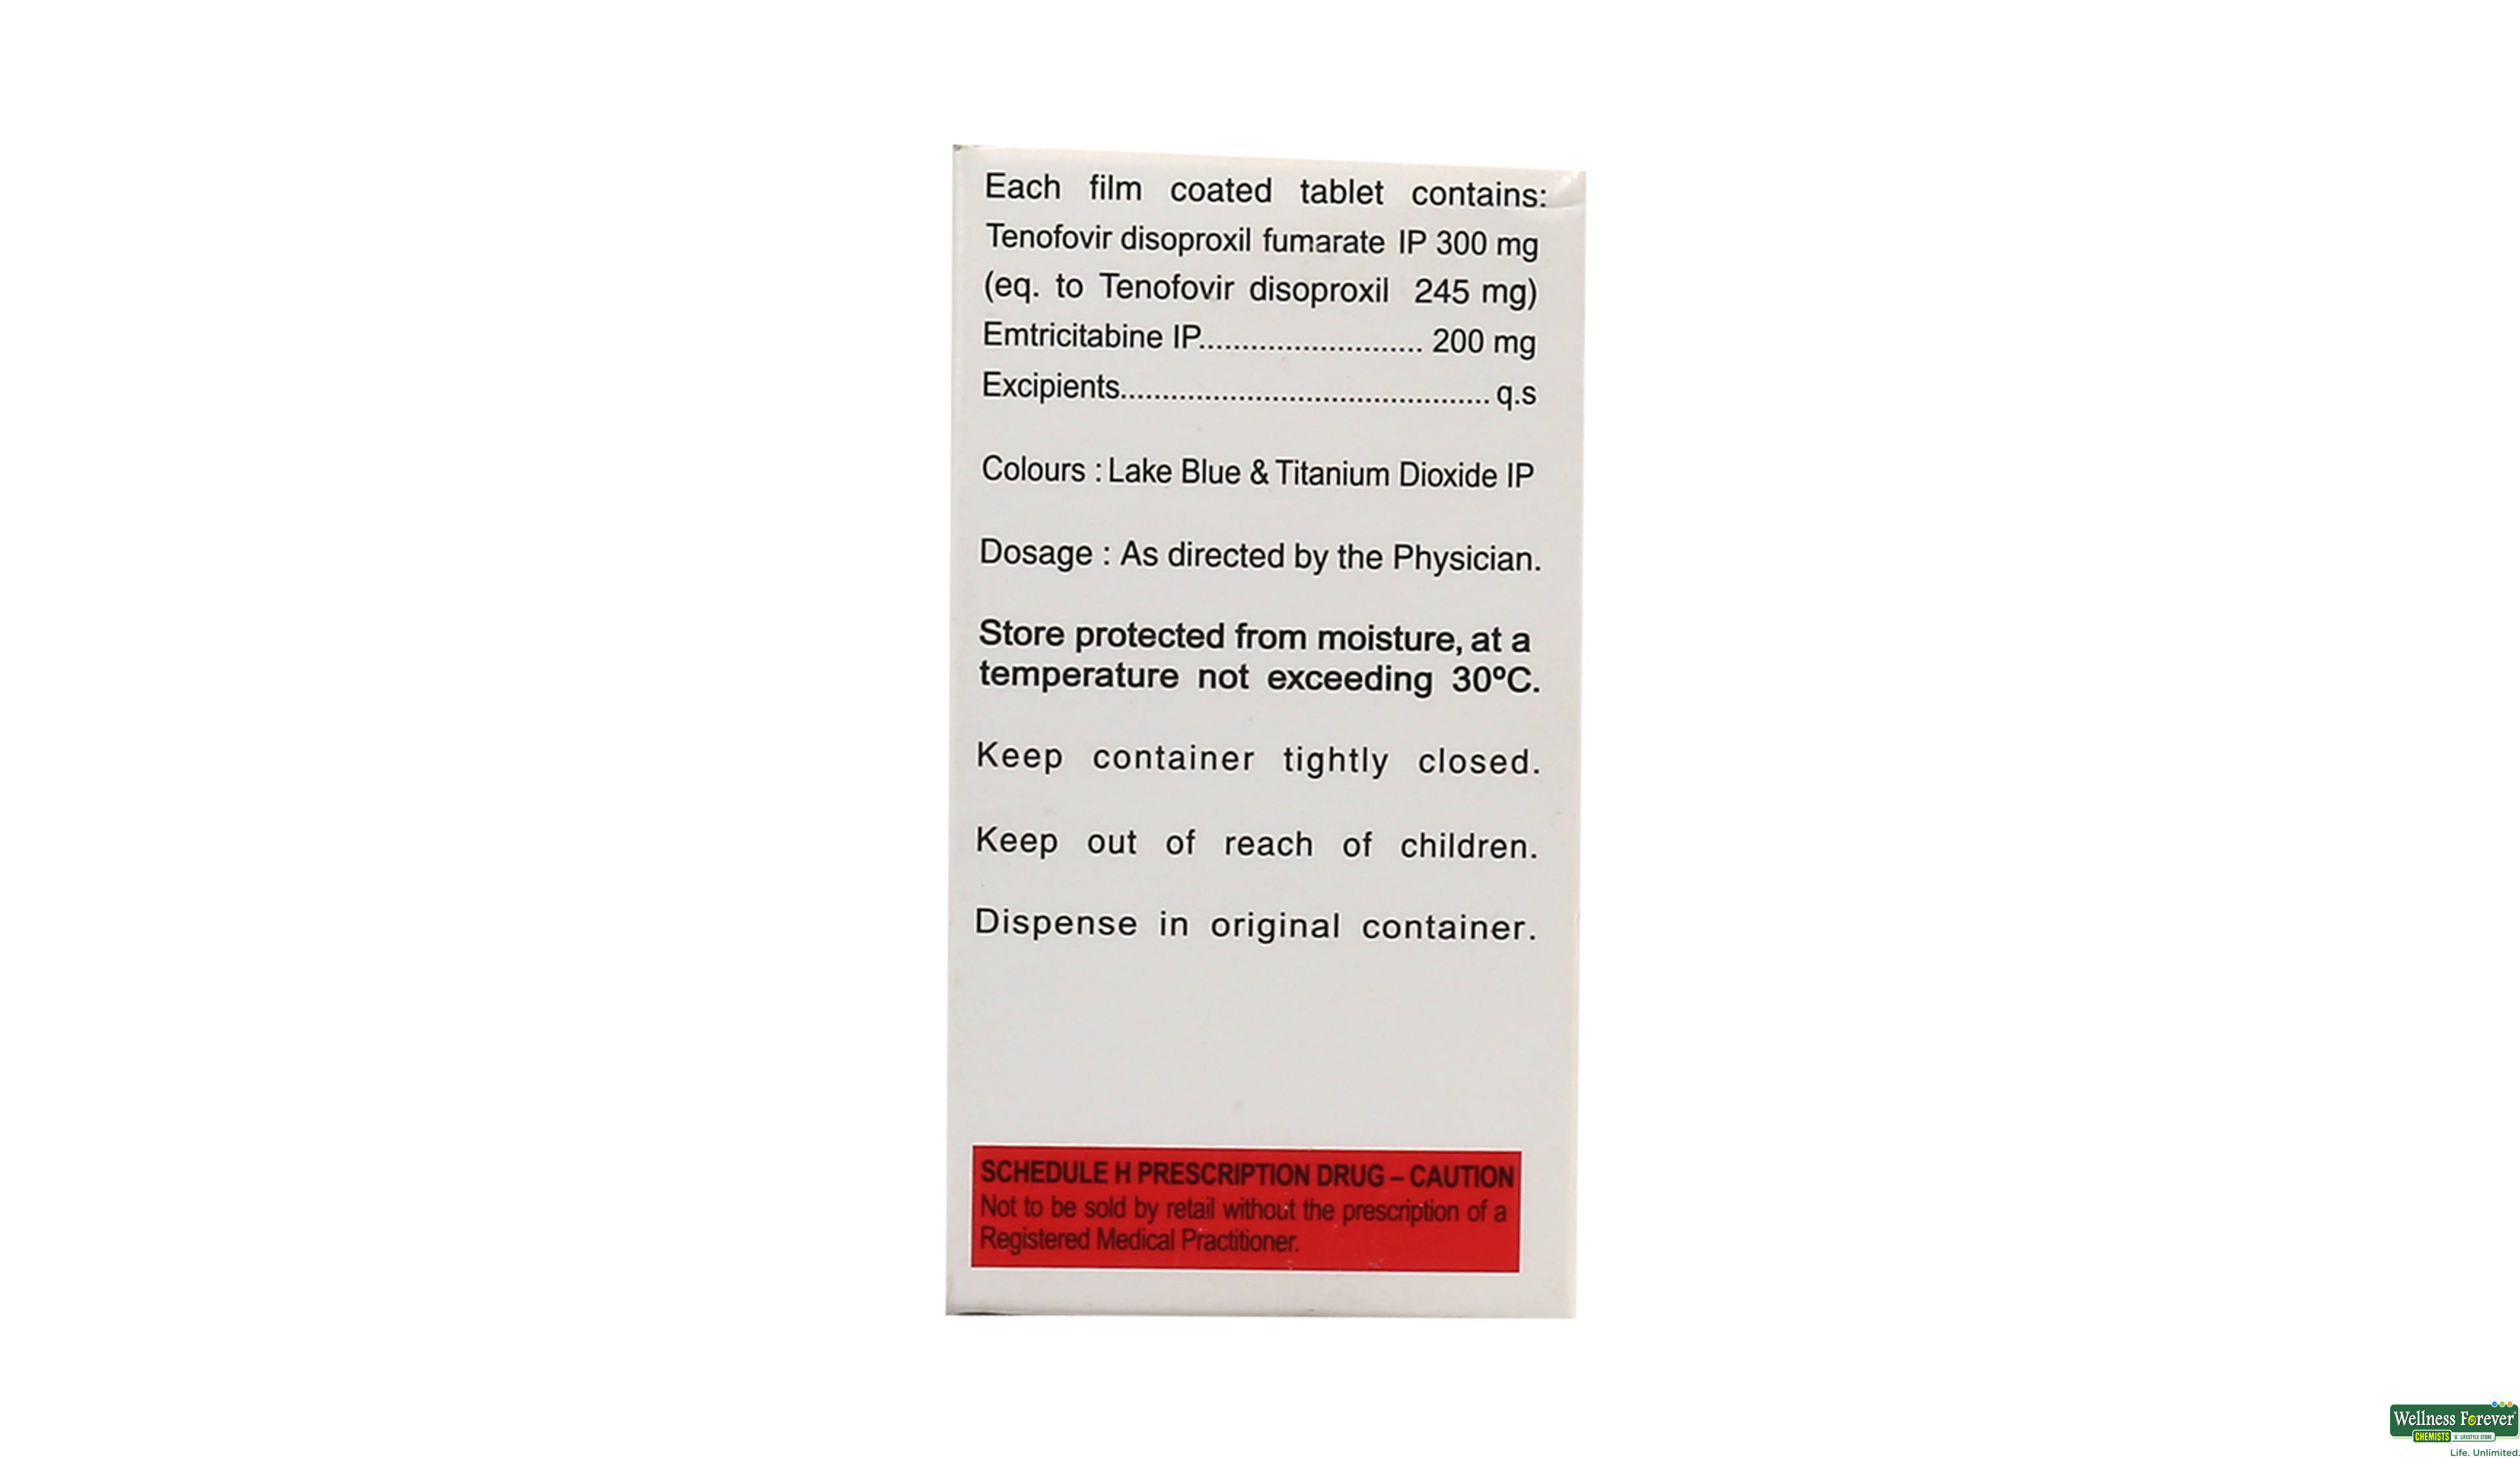 Each film coated tablet contains:
Tenofovir disoproxil fumarate IP 300 mg
(eq. to Tenofovir disoproxil 245 mg)
Emtricitabine IP.......................... 200 mg
Excipients........................................... q.s
Colours : Lake Blue & Titanium Dioxide IP
Dosage : As directed by the Physician.
Store protected from moisture, at a
temperature not exceeding 30ºC.
Keep container tightly closed.
Keep out of reach of children.
Dispense in original container.
SCHEDULE H PRESCRIPTION DRUG – CAUTION
Not to be sold by retail without the prescription of a
Registered Medical Practitioner.
Wellness Forever
CHEMISTS 'n' LIFESTYLE STORE
Life. Unlimited.